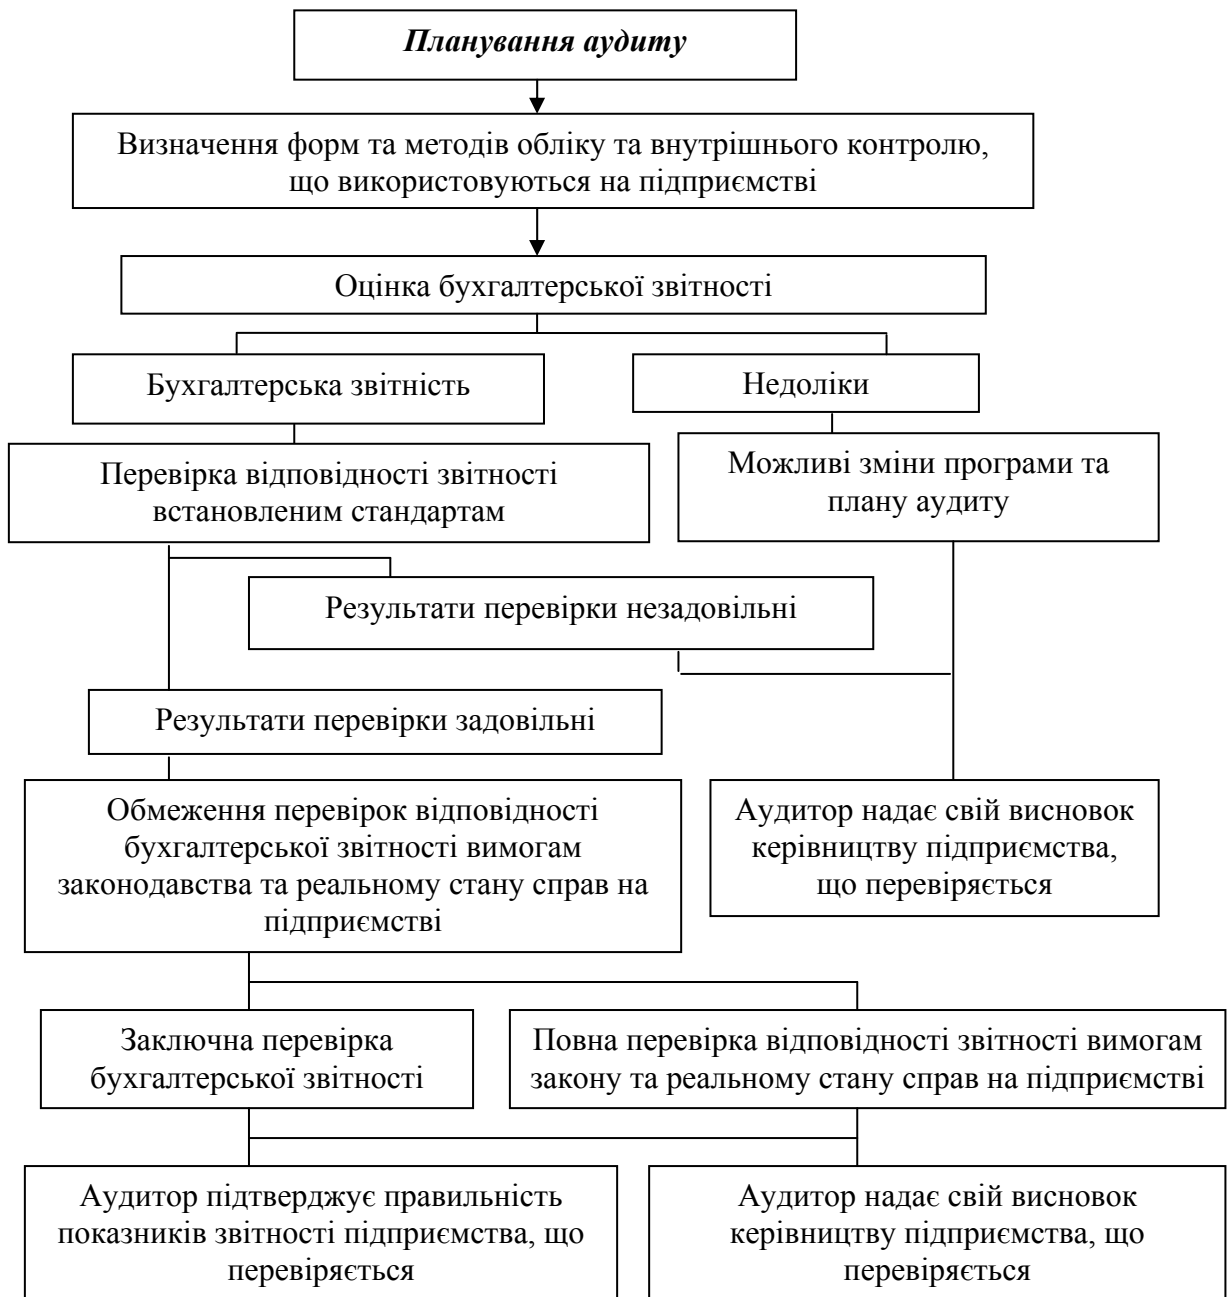 Планування аудиту
Визначення форм та методів обліку та внутрішнього контролю,
що використовуються на підприємстві
Оцінка бухгалтерської звітності
Бухгалтерська звітність
Недоліки
Перевірка відповідності звітності
встановленим стандартам
Можливі зміни програми та
плану аудиту
Результати перевірки незадовільні
Результати перевірки задовільні
Обмеження перевірок відповідності
бухгалтерської звітності вимогам
законодавства та реальному стану справ на
підприємстві
Аудитор надає свій висновок
керівництву підприємства,
що перевіряється
Заключна перевірка
бухгалтерської звітності
Повна перевірка відповідності звітності вимогам
закону та реальному стану справ на підприємстві
Аудитор підтверджує правильність
показників звітності підприємства, що
перевіряється
Аудитор надає свій висновок
керівництву підприємства, що
перевіряється